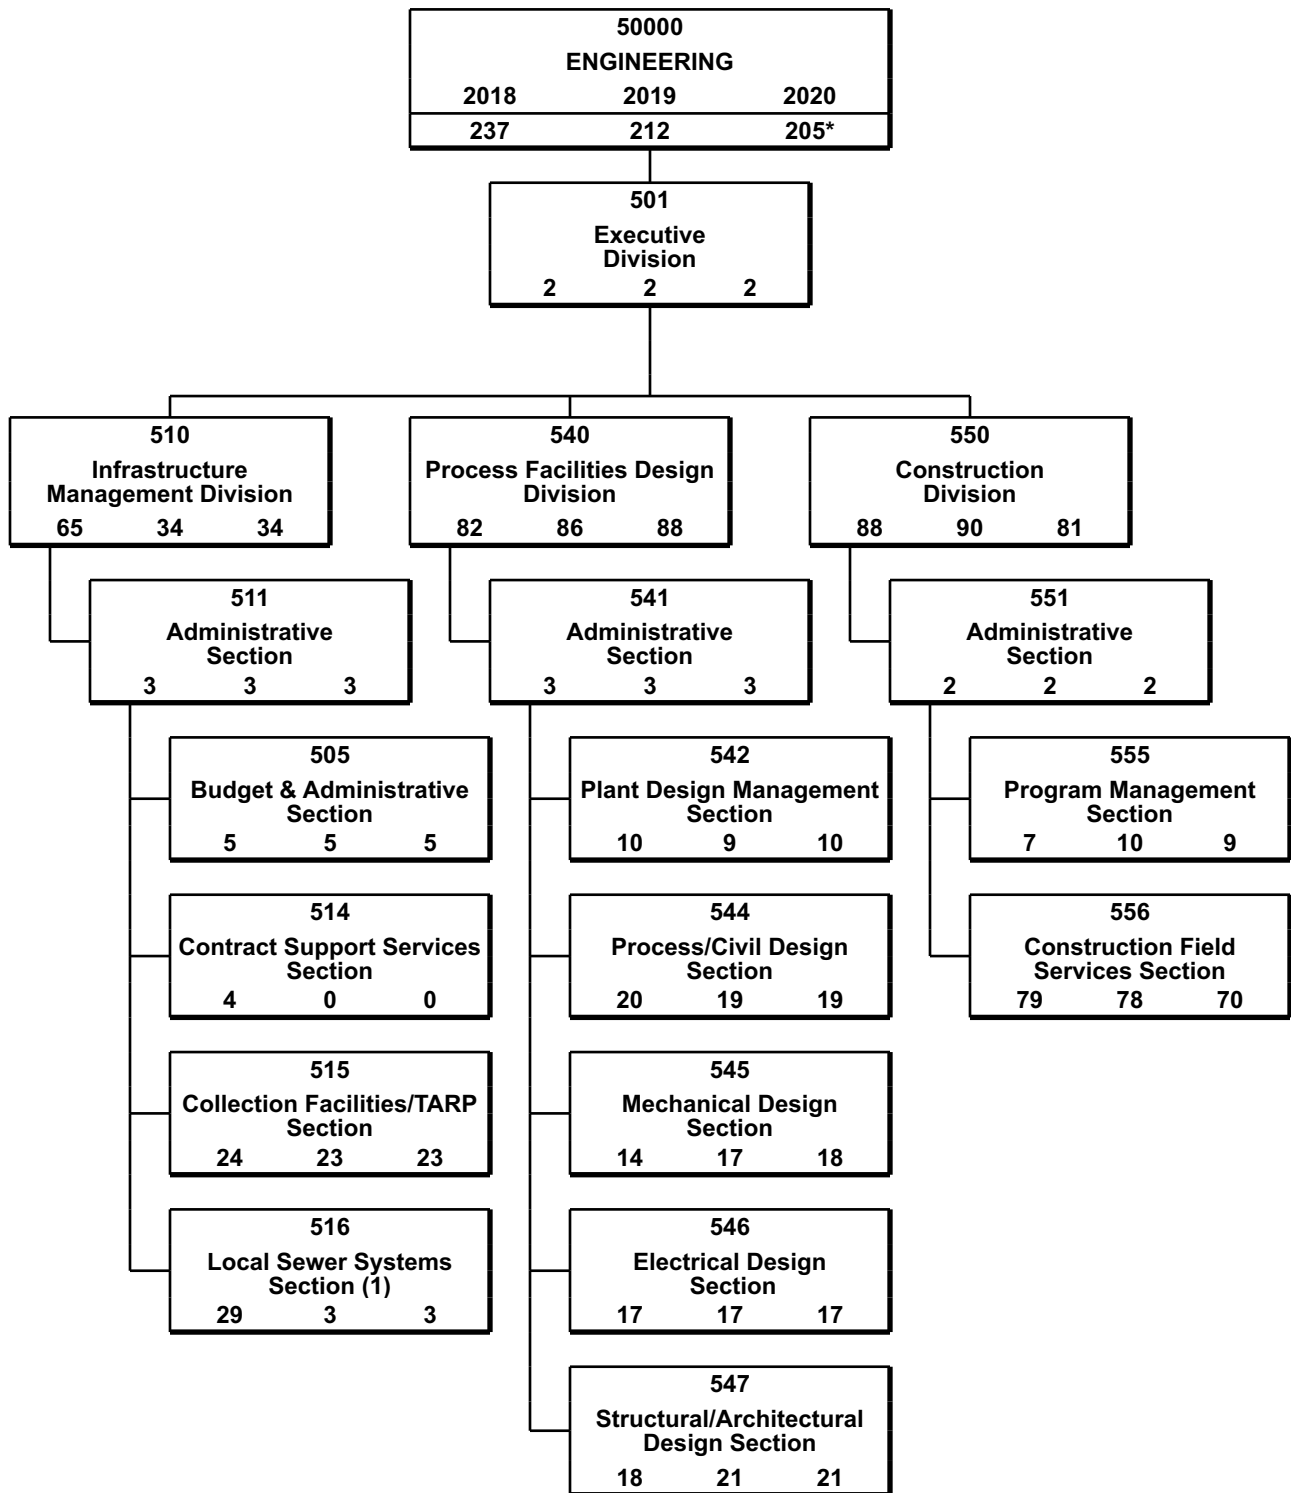 50000
ENGINEERING
2018 2019 2020
237 212 205*
501
Executive
Division
2 2 2
510
Infrastructure
Management Division
65 34 34
540
Process Facilities Design
Division
82 86 88
550
Construction
Division
88 90 81
511
Administrative
Section
3 3 3
541
Administrative
Section
3 3 3
551
Administrative
Section
2 2 2
505
Budget & Administrative
Section
5 5 5
542
Plant Design Management
Section
10 9 10
555
Program Management
Section
7 10 9
514
Contract Support Services
Section
4 0 0
544
Process/Civil Design
Section
20 19 19
556
Construction Field
Services Section
79 78 70
515
Collection Facilities/TARP
Section
24 23 23
545
Mechanical Design
Section
14 17 18
516
Local Sewer Systems
Section (1)
29 3 3
546
Electrical Design
Section
17 17 17
547
Structural/Architectural
Design Section
18 21 21